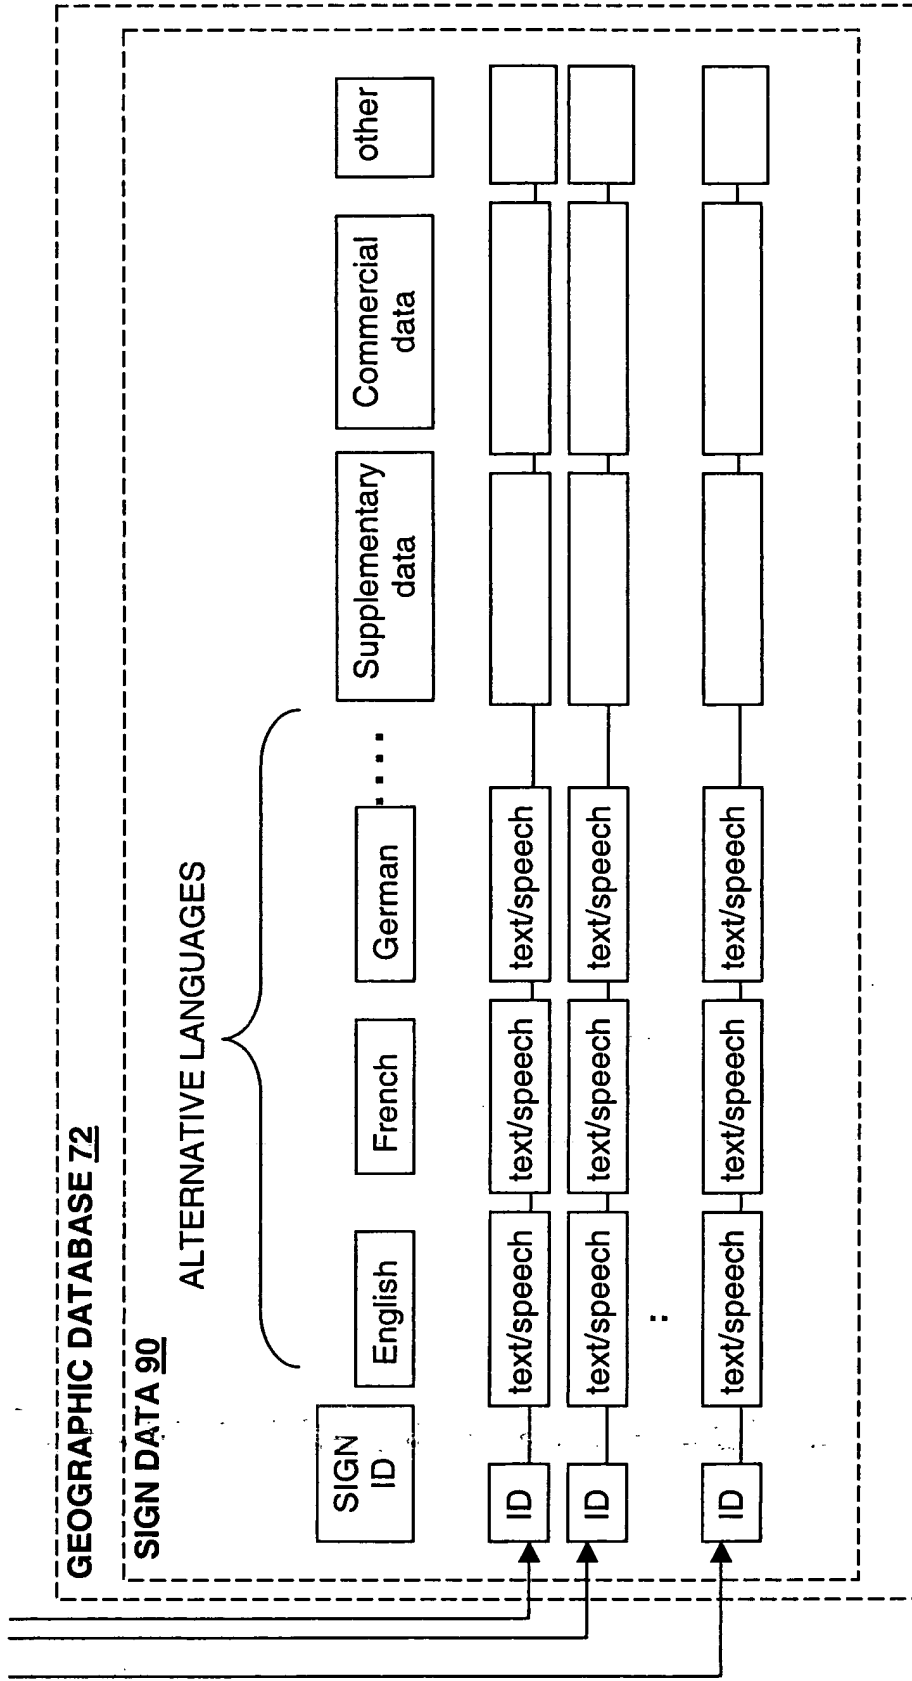 GEOGRAPHIC DATABASE 72
SIGN DATA 90
ALTERNATIVE LANGUAGES
SIGN
ID
English
French
German
.....
Supplementary
data
Commercial
data
other
ID
text/speech
text/speech
text/speech
ID
text/speech
text/speech
text/speech
:
ID
text/speech
text/speech
text/speech